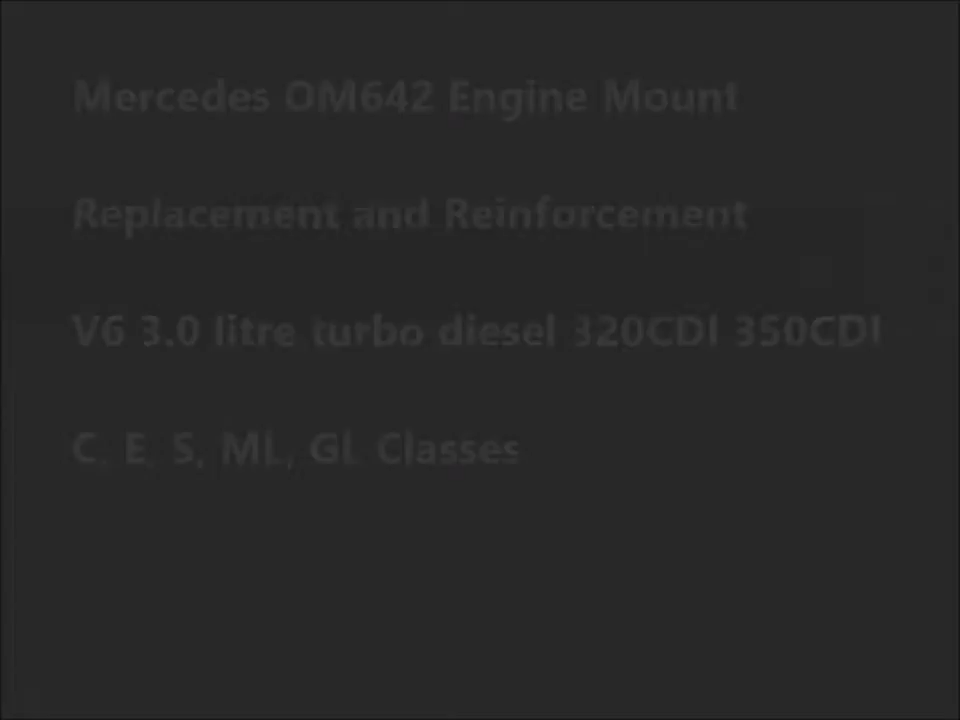 Mercedes OM642 Engine Mount
Replacement and Reinforcement
V6 3.0 litre turbo diesel 320CDI 350CDI
C, E, S, ML, GL Classes